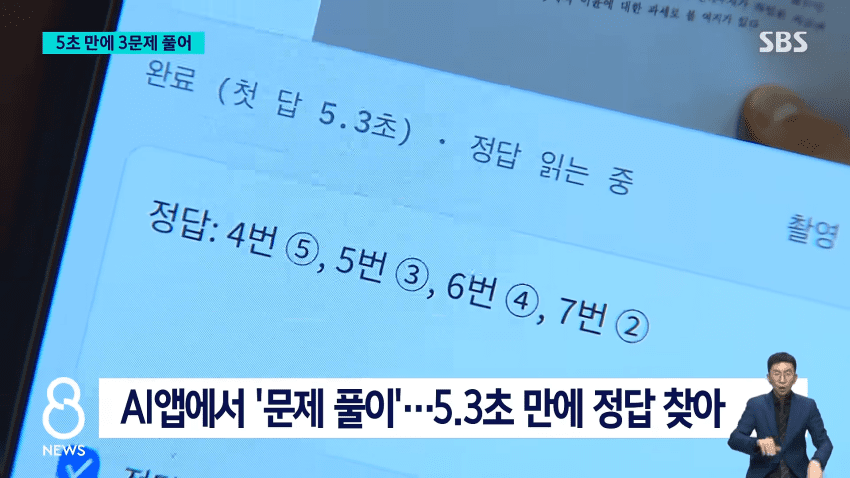 5초 만에 3문제 풀어
SBS
완료 (첫 답 5.3초) · 정답 읽는 중
촬영
정답: 4번 ⑤, 5번 ③, 6번 ④, 7번 ②
AI앱에서 '문제 풀이'…5.3초 만에 정답 찾아
8
NEWS